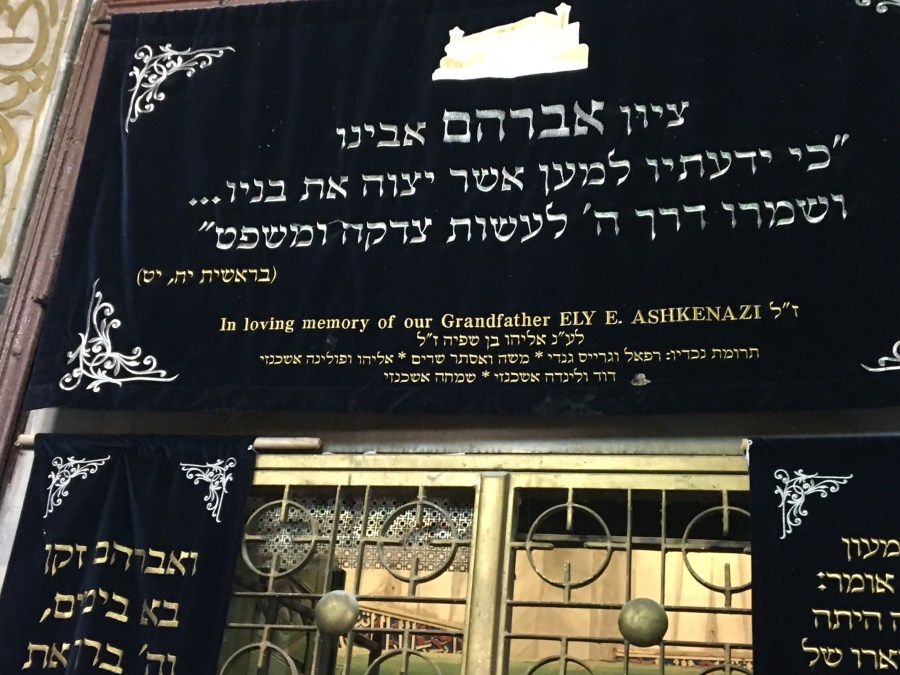 ציון אברהם אבינו
"כי ידעתיו למען אשר יצוה את בניו...
ושמרו דרך ה' לעשות צדקה ומשפט"
(בראשית יח, יט)
In loving memory of our Grandfather ELY E. ASHKENAZI ז"ל
לע"נ אליהו בן שפיה ז"ל
תרומת נכדיו: רפאל וגרייס גנדי * משה ואסתר שדים * אליהו ופולינה אשכנזי
דוד ולינדה אשכנזי * שמחה אשכנזי
ואברהם זקן
בא בימים,
וה' ברך את
מעון
אומר:
היתה
של